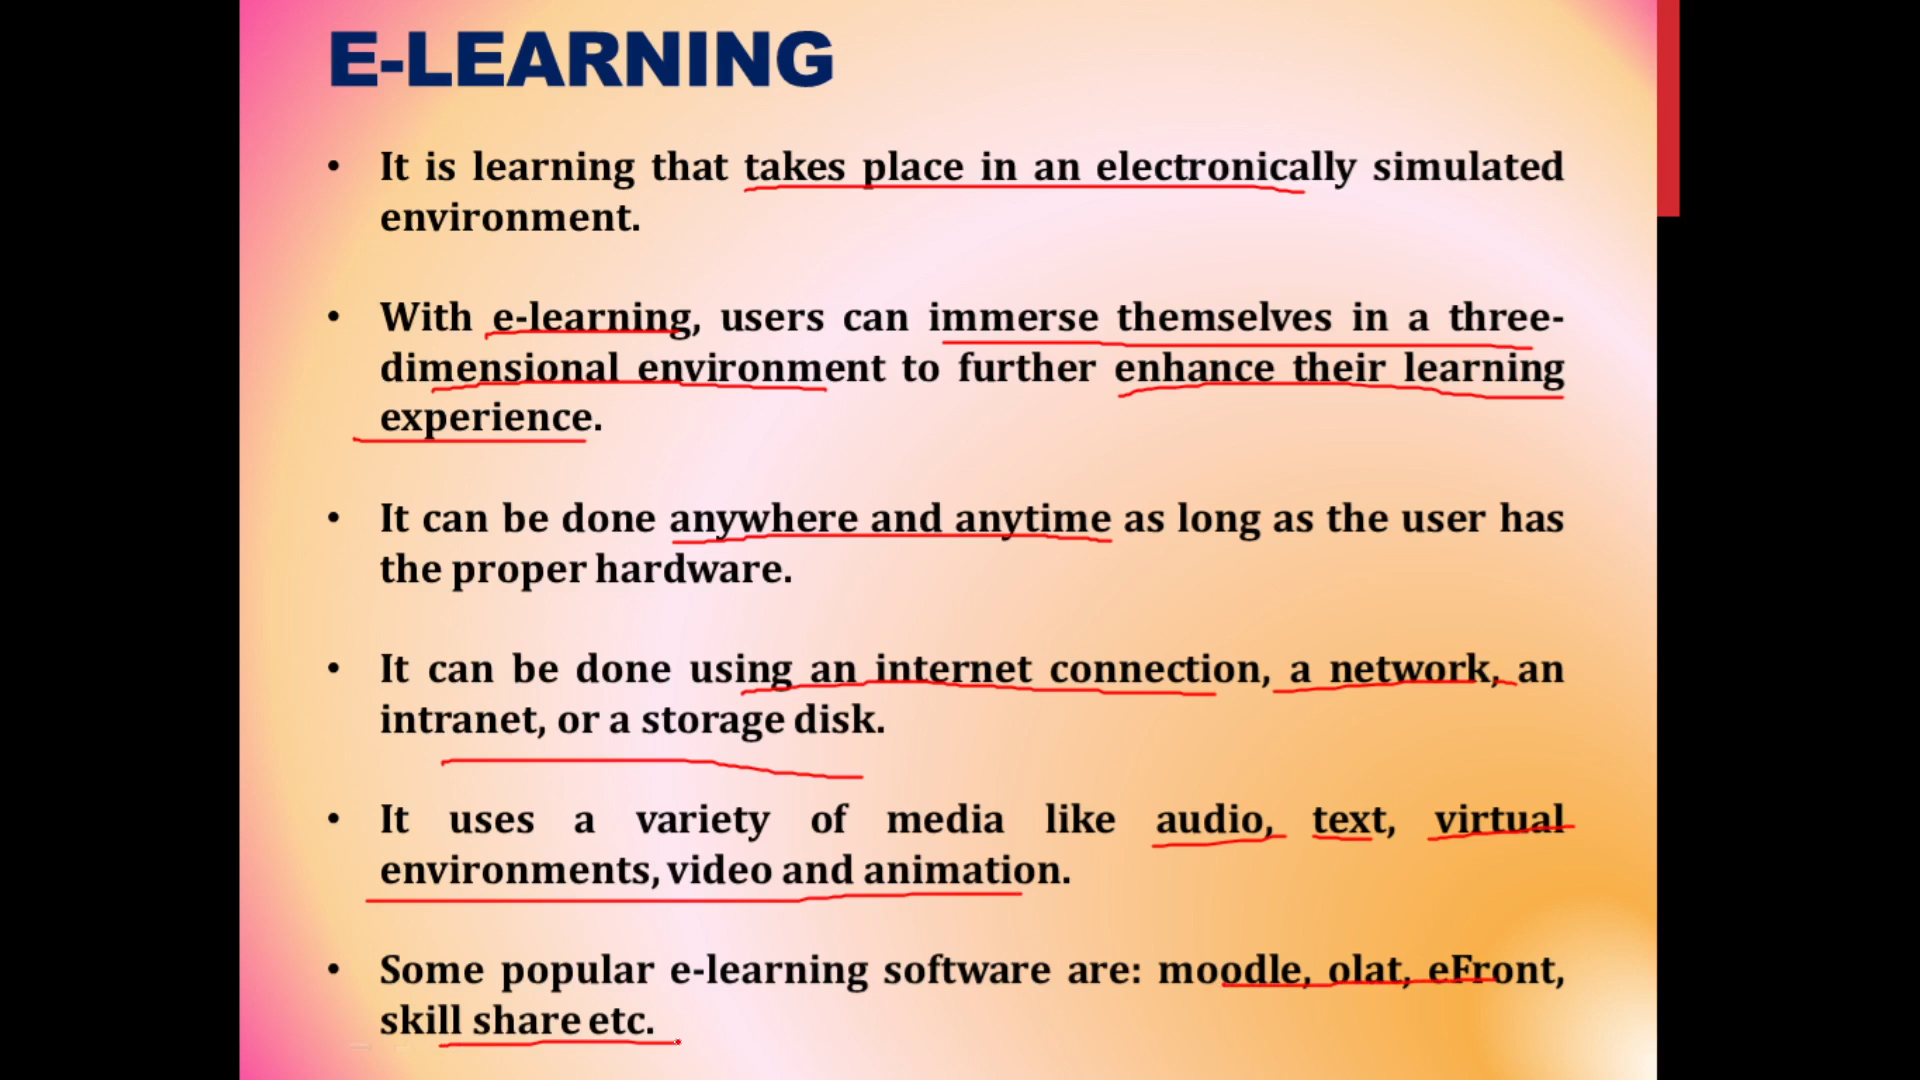 E-LEARNING
• It is learning that takes place in an electronically simulated
environment.
• With e-learning, users can immerse themselves in a three-
dimensional environment to further enhance their learning
experience.
• It can be done anywhere and anytime as long as the user has
the proper hardware.
• It can be done using an internet connection, a network, an
intranet, or a storage disk.
• It uses a variety of media like audio, text, virtual
environments, video and animation.
• Some popular e-learning software are: moodle, olat, eFront,
skill share etc.